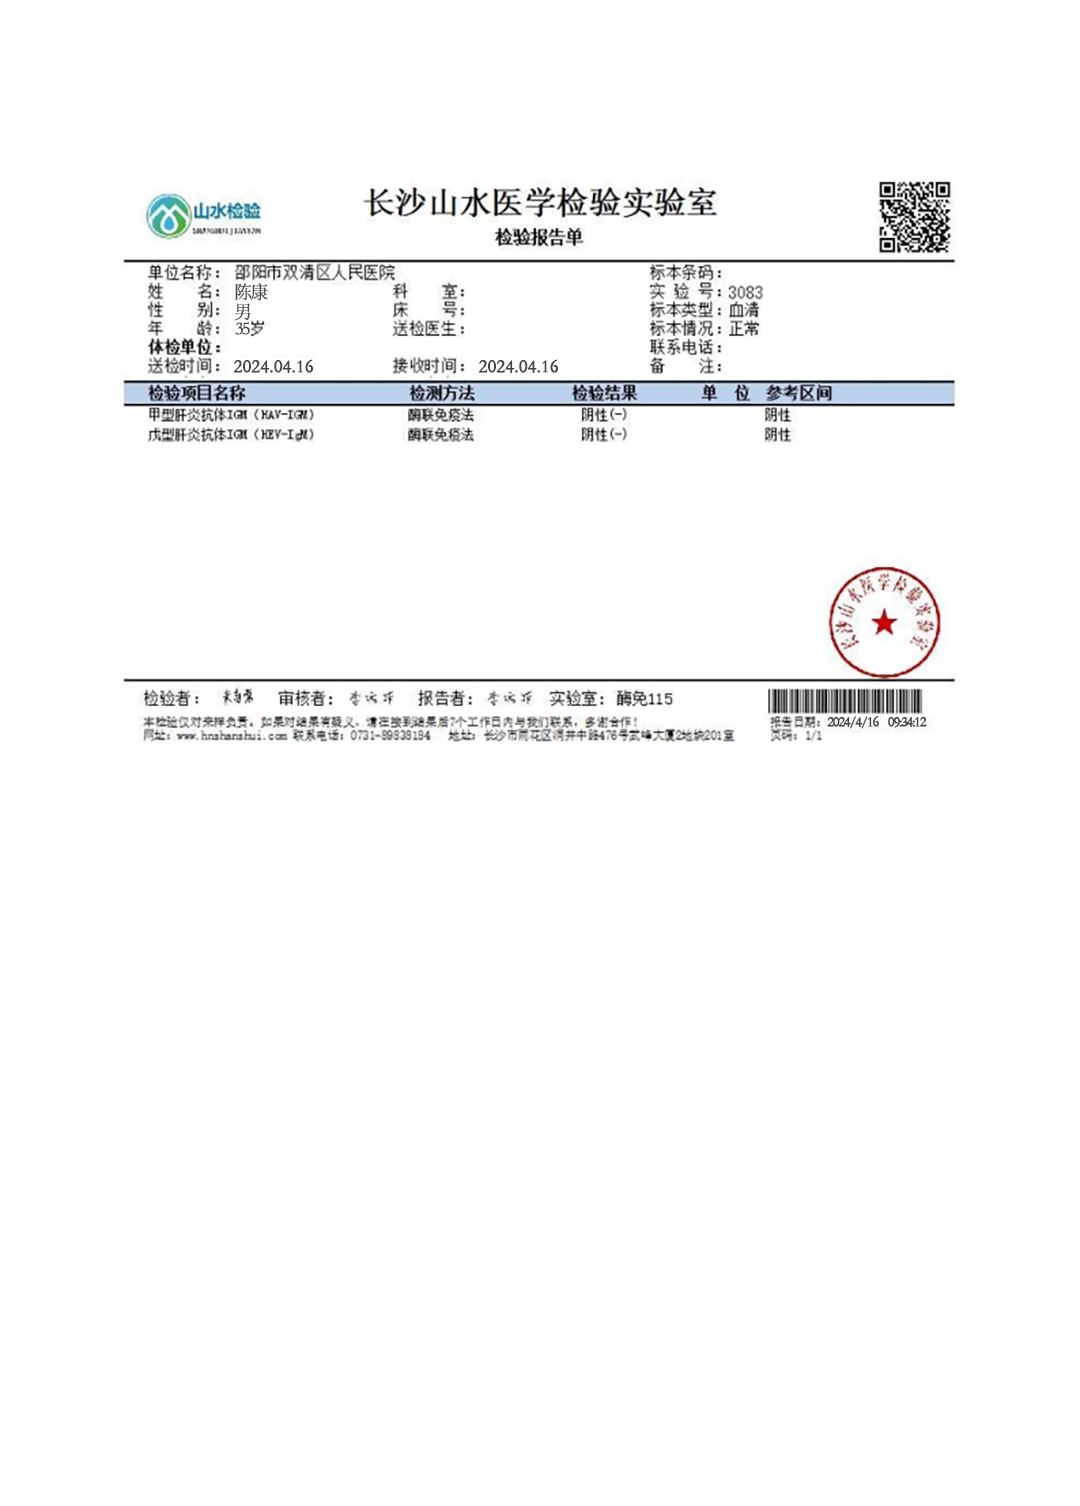 山水检验
SHANSHUI JIANYAN
长沙山水医学检验实验室
检验报告单
单位名称： 邵阳市双清区人民医院 标本条码：
姓 名： 陈康 科 室： 实 验 号：3083
性 别： 男 床 号： 标本类型：血清
年 龄： 35岁 送检医生： 标本情况：正常
体检单位： 联系电话：
送检时间： 2024.04.16 接收时间： 2024.04.16 备 注：
检验项目名称 检测方法 检验结果 单 位 参考区间
甲型肝炎抗体IGM（HAV-IGM） 酶联免疫法 阴性(-) 阴性
戊型肝炎抗体IGM（HEV-IgM） 酶联免疫法 阴性(-) 阴性
长沙山水医学检验实验室
检验者： 审核者： 报告者： 实验室：酶免115
本检验仅对来样负责。如果对结果有疑义，请在接到结果后7个工作日内与我们联系，多谢合作！ 报告日期：2024/4/16 09:34:12
网址：www.hnshanshui.com 联系电话：0731-89838184 地址：长沙市雨花区洞井中路476号武峰大厦2地块201室 页码：1/1